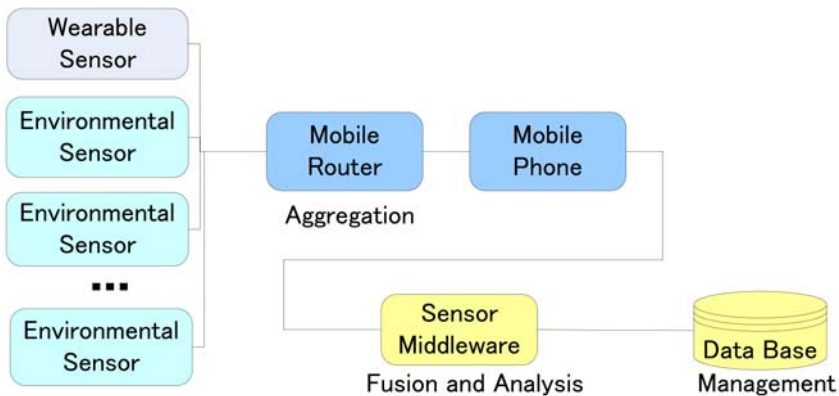 Wearable
Sensor
Environmental
Sensor
Environmental
Sensor
...
Environmental
Sensor
Mobile
Router
Aggregation
Mobile
Phone
Sensor
Middleware
Fusion and Analysis
Data Base
Management